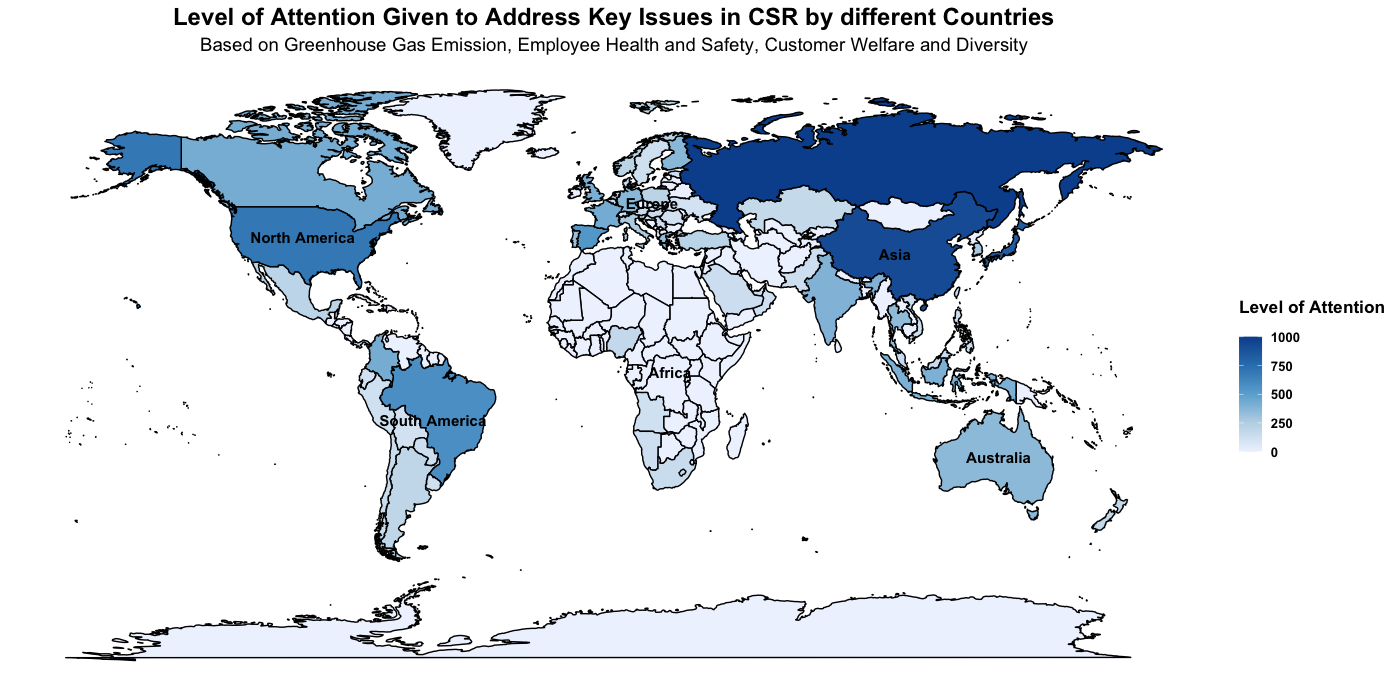 Level of Attention Given to Address Key Issues in CSR by different Countries
Based on Greenhouse Gas Emission, Employee Health and Safety, Customer Welfare and Diversity
Europe
North America
Asia
Level of Attention
1000
750
500
250
0
Africa
South America
Australia